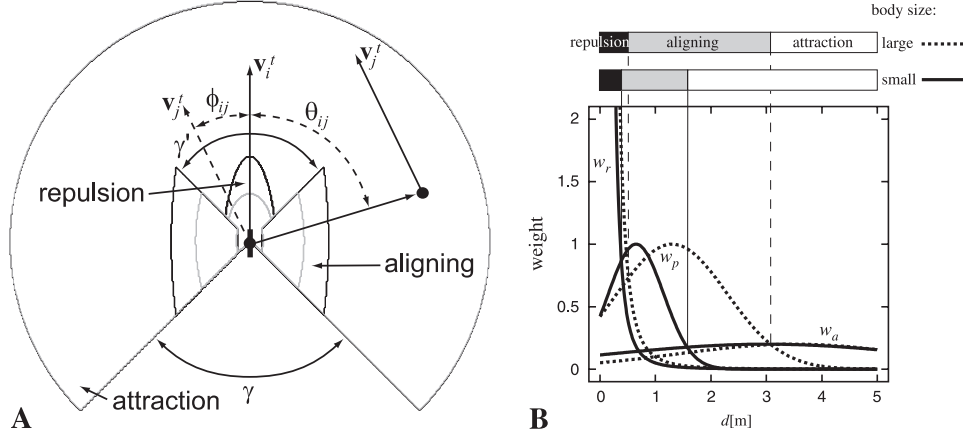 v_i^t
v_j^t
v_j^t
ϕ_ij
θ_ij
γ'
repulsion
aligning
attraction
γ
A
body size:
repulsion aligning attraction large
small
2
1.5
1
0.5
0
weight
w_r
w_p
w_a
0 1 2 3 4 5
d[m]
B